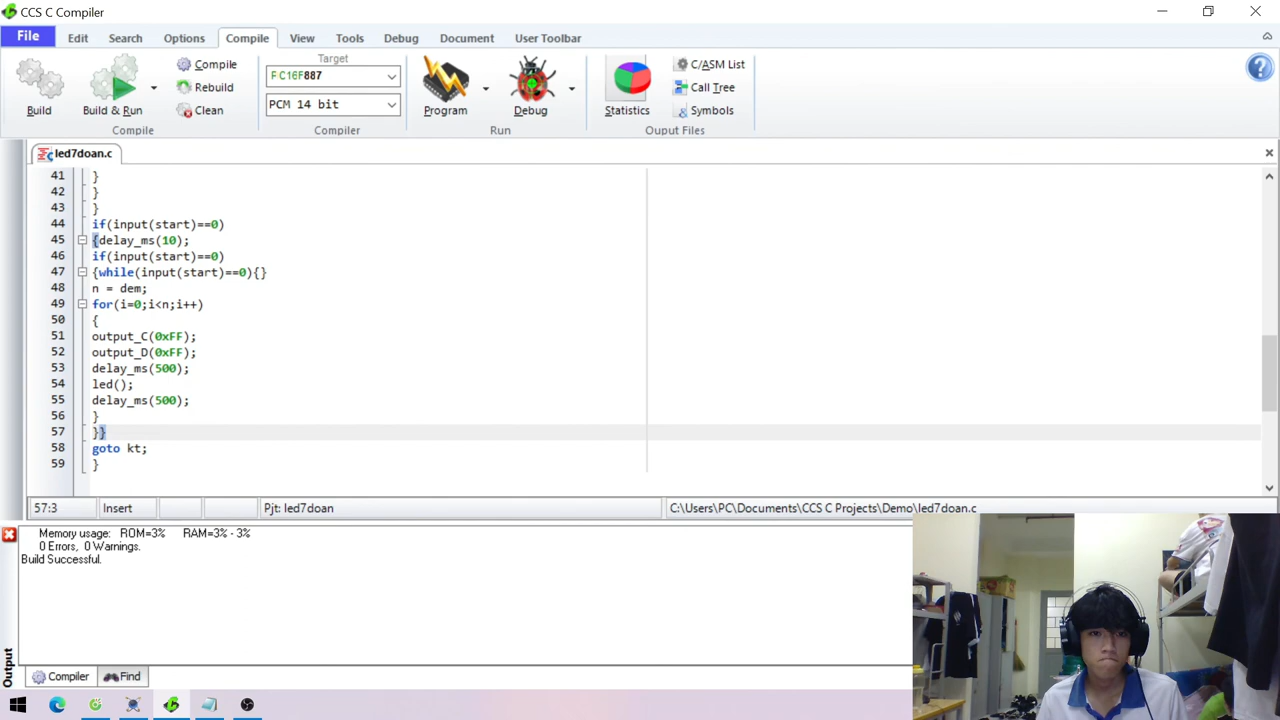 CCS C Compiler
File Edit Search Options Compile View Tools Debug Document User Toolbar
Target
Compile
Rebuild
Clean
C/ASM List
Call Tree
Symbols
PCM 14 bit
Build Build & Run Program Debug Statistics
Compile Compiler Run Ouput Files
led7doan.c
41 }
42 }
43 }
44 if(input(start)==0)
45 {delay_ms(10);
46 if(input(start)==0)
47 {while(input(start)==0){}
48 n = dem;
49 for(i=0;i<n;i++)
50 {
51 output_C(0xFF);
52 output_D(0xFF);
53 delay_ms(500);
54 led();
55 delay_ms(500);
56 }
57 }}
58 goto kt;
59 }
57:3 Insert Pjt: led7doan C:\Users\PC\Documents\CCS C Projects\Demo\led7doan.c
Memory usage: ROM=3% RAM=3% - 3%
0 Errors, 0 Warnings.
Build Successful.
Output
Compiler Find